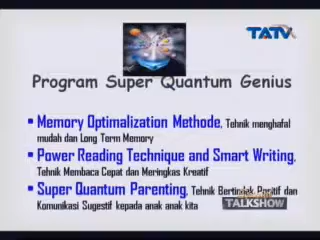 TATV
Program Super Quantum Genius
• Memory Optimalization Methode, Tehnik menghafal
mudah dan Long Term Memory
• Power Reading Technique and Smart Writing,
Tehnik Membaca Cepat dan Meringkas Kreatif
• Super Quantum Parenting, Tehnik Bertindak Positif dan
Komunikasi Sugestif kepada anak anak kita
TALKSHOW